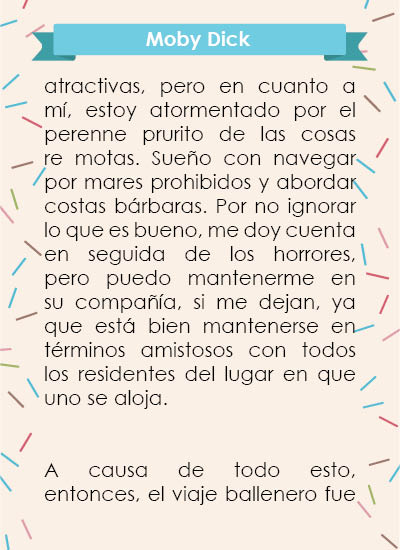 Moby Dick
atractivas, pero en cuanto a
mí, estoy atormentado por el
perenne prurito de las cosas
re motas. Sueño con navegar
por mares prohibidos y abordar
costas bárbaras. Por no ignorar
lo que es bueno, me doy cuenta
en seguida de los horrores,
pero puedo mantenerme en
su compañía, si me dejan, ya
que está bien mantenerse en
términos amistosos con todos
los residentes del lugar en que
uno se aloja.
A causa de todo esto,
entonces, el viaje ballenero fue